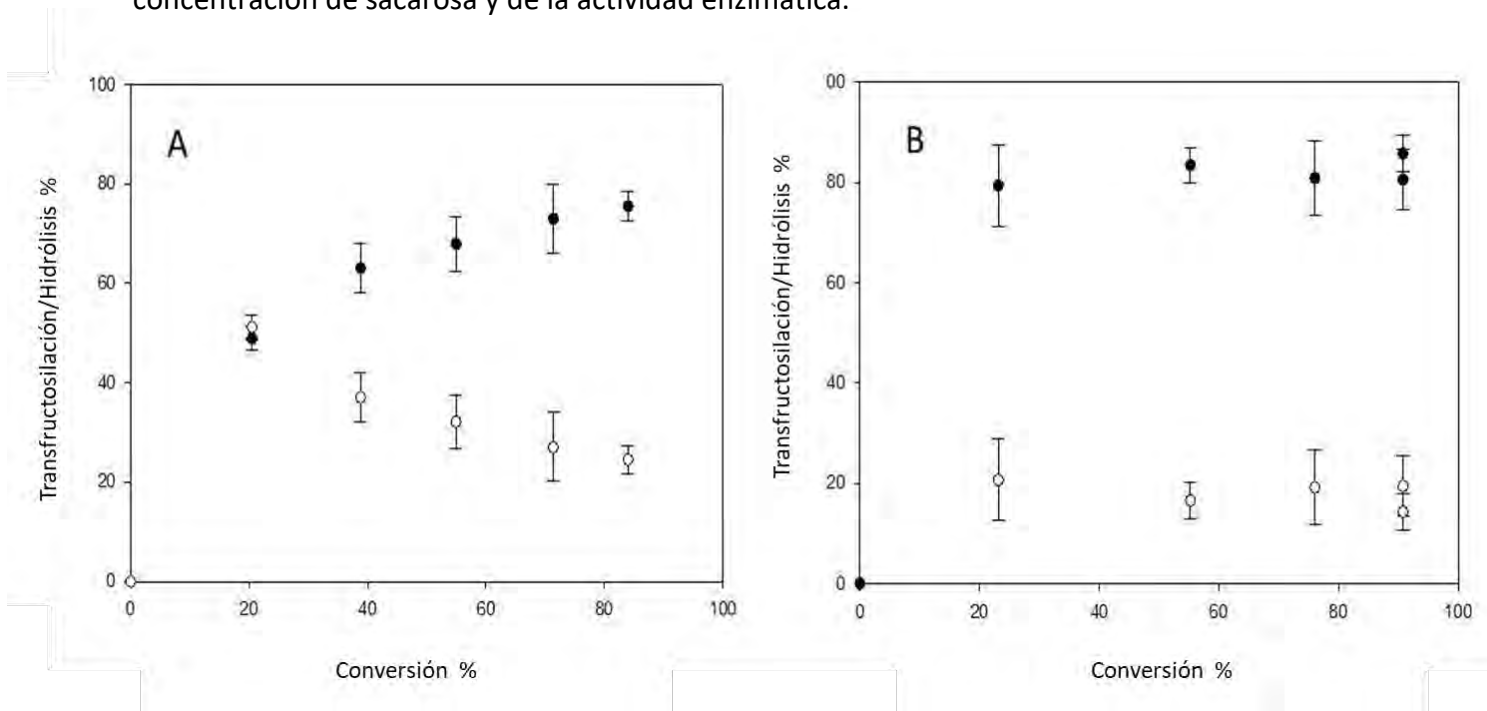 concentración de sacarosa y de la actividad enzimática.
A
Transfructosilación/Hidrólisis %
100
80
60
40
20
0
0 20 40 60 80 100
Conversión %
B
Transfructosilación/Hidrólisis %
00
80
60
40
20
0
0 20 40 60 80 100
Conversión %